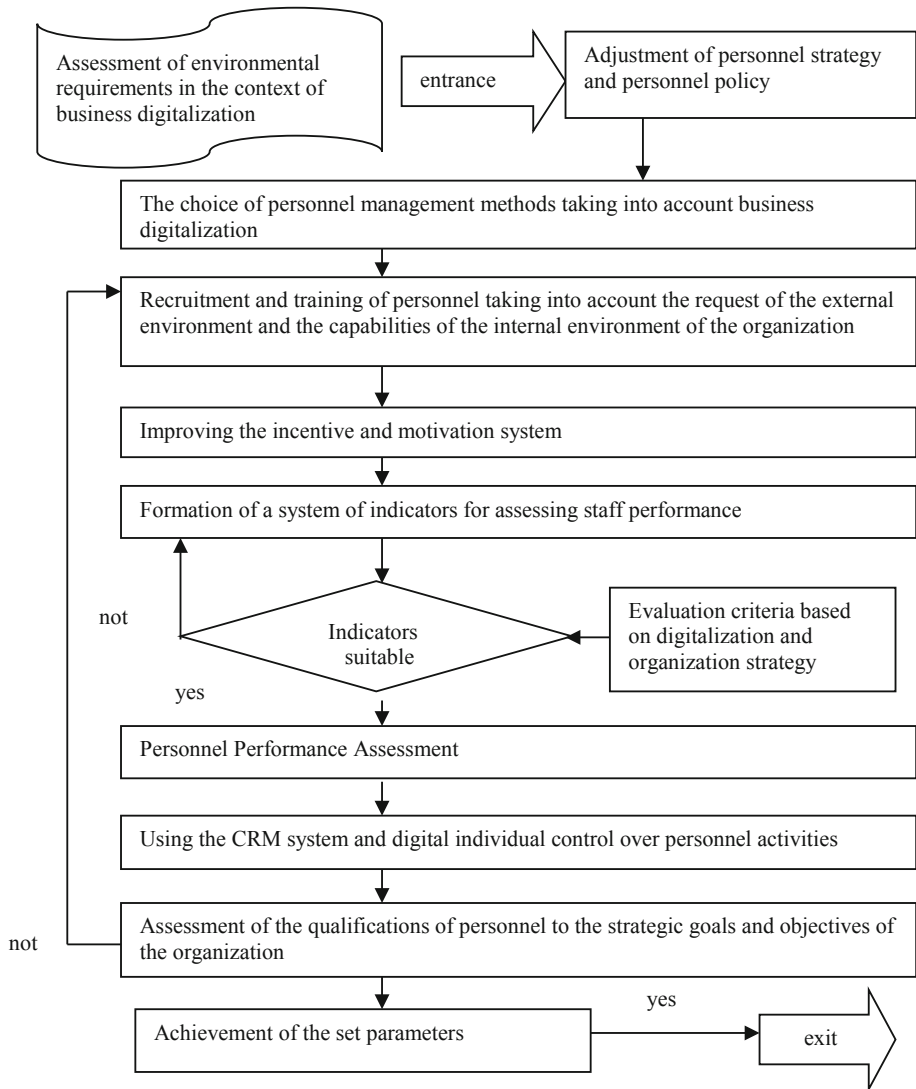 Assessment of environmental
requirements in the context of
business digitalization
entrance
Adjustment of personnel strategy
and personnel policy
The choice of personnel management methods taking into account business
digitalization
Recruitment and training of personnel taking into account the request of the external
environment and the capabilities of the internal environment of the organization
Improving the incentive and motivation system
Formation of a system of indicators for assessing staff performance
not
Indicators
suitable
Evaluation criteria based
on digitalization and
organization strategy
yes
Personnel Performance Assessment
Using the CRM system and digital individual control over personnel activities
not
Assessment of the qualifications of personnel to the strategic goals and objectives of
the organization
Achievement of the set parameters
yes
exit